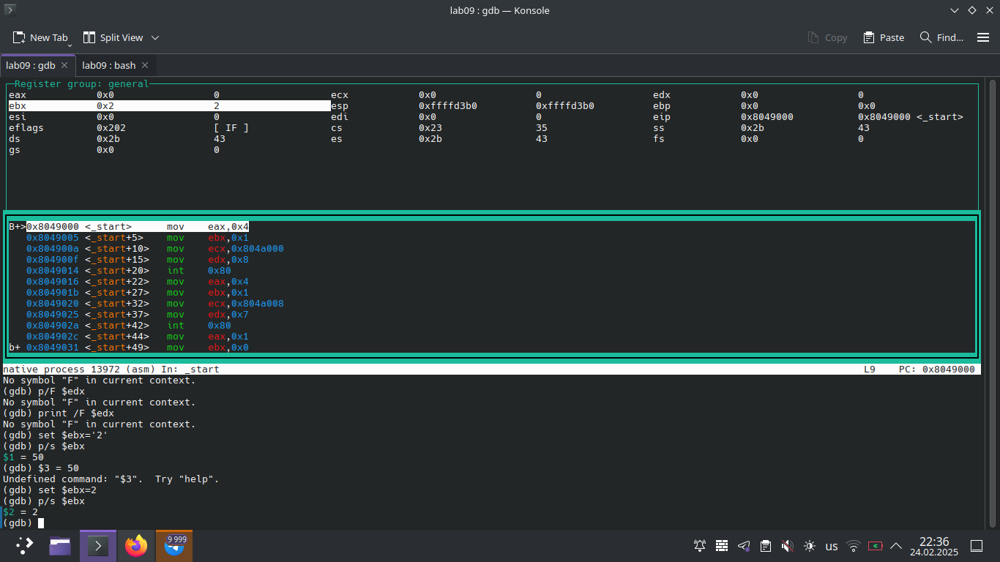 lab09 : gdb — Konsole
New Tab Split View Copy Paste Find...
lab09 : gdb lab09 : bash
Register group: general
eax 0x0 0 ecx 0x0 0 edx 0x0 0
ebx 0x2 2 esp 0xffffd3b0 0xffffd3b0 ebp 0x0 0x0
esi 0x0 0 edi 0x0 0 eip 0x8049000 0x8049000 <_start>
eflags 0x202 [ IF ] cs 0x23 35 ss 0x2b 43
ds 0x2b 43 es 0x2b 43 fs 0x0 0
gs 0x0 0
B+>0x8049000 <_start> mov eax,0x4
0x8049005 <_start+5> mov ebx,0x1
0x804900a <_start+10> mov ecx,0x804a000
0x804900f <_start+15> mov edx,0x8
0x8049014 <_start+20> int 0x80
0x8049016 <_start+22> mov eax,0x4
0x804901b <_start+27> mov ebx,0x1
0x8049020 <_start+32> mov ecx,0x804a008
0x8049025 <_start+37> mov edx,0x7
0x804902a <_start+42> int 0x80
0x804902c <_start+44> mov eax,0x1
b+ 0x8049031 <_start+49> mov ebx,0x0
native process 13972 (asm) In: _start L9 PC: 0x8049000
No symbol "F" in current context.
(gdb) p/F $edx
No symbol "F" in current context.
(gdb) print /F $edx
No symbol "F" in current context.
(gdb) set $ebx='2'
(gdb) p/s $ebx
$1 = 50
(gdb) $3 = 50
Undefined command: "$3".  Try "help".
(gdb) set $ebx=2
(gdb) p/s $ebx
$2 = 2
(gdb)
9 999
us
22:36
24.02.2025